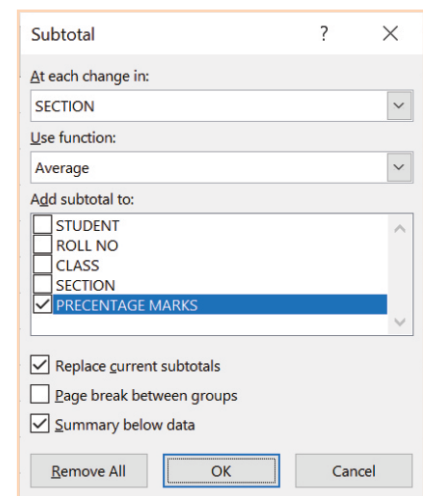 Subtotal ? ×
At each change in:
SECTION
Use function:
Average
Add subtotal to:
STUDENT
ROLL NO
CLASS
SECTION
PRECENTAGE MARKS
Replace current subtotals
Page break between groups
Summary below data
Remove All OK Cancel